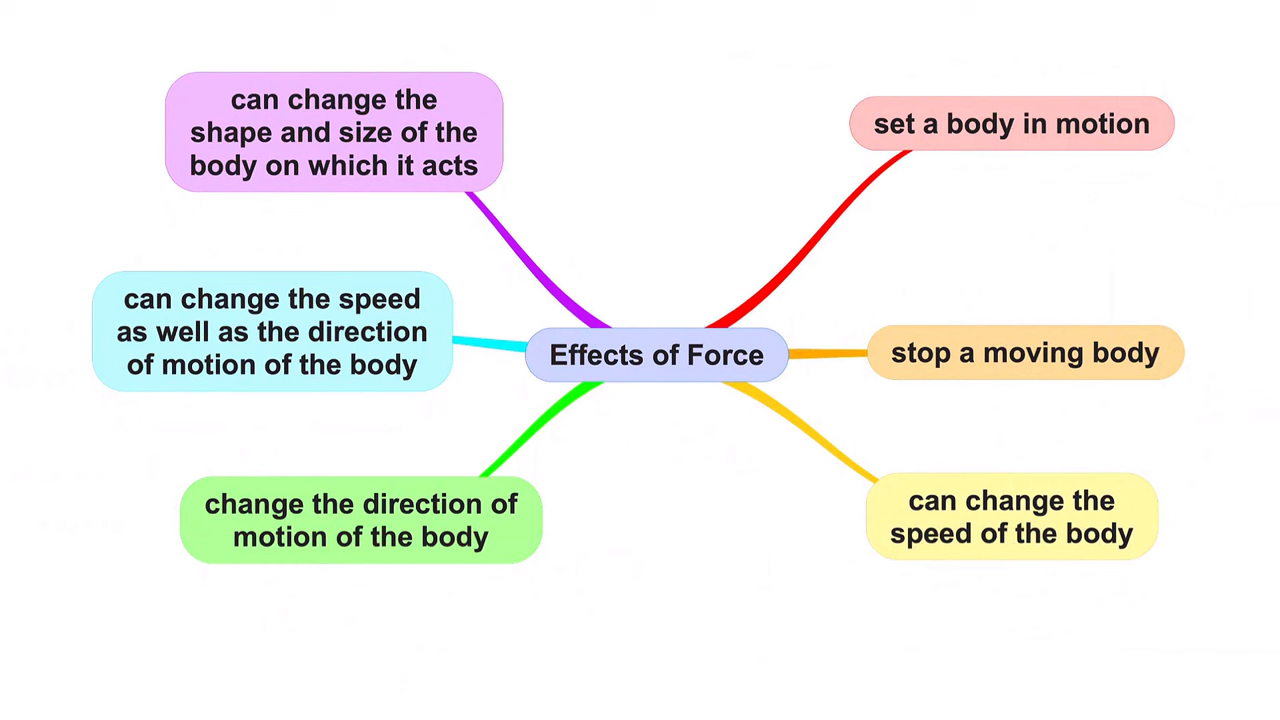 can change the
shape and size of the
body on which it acts
set a body in motion
can change the speed
as well as the direction
of motion of the body
Effects of Force
stop a moving body
change the direction of
motion of the body
can change the
speed of the body